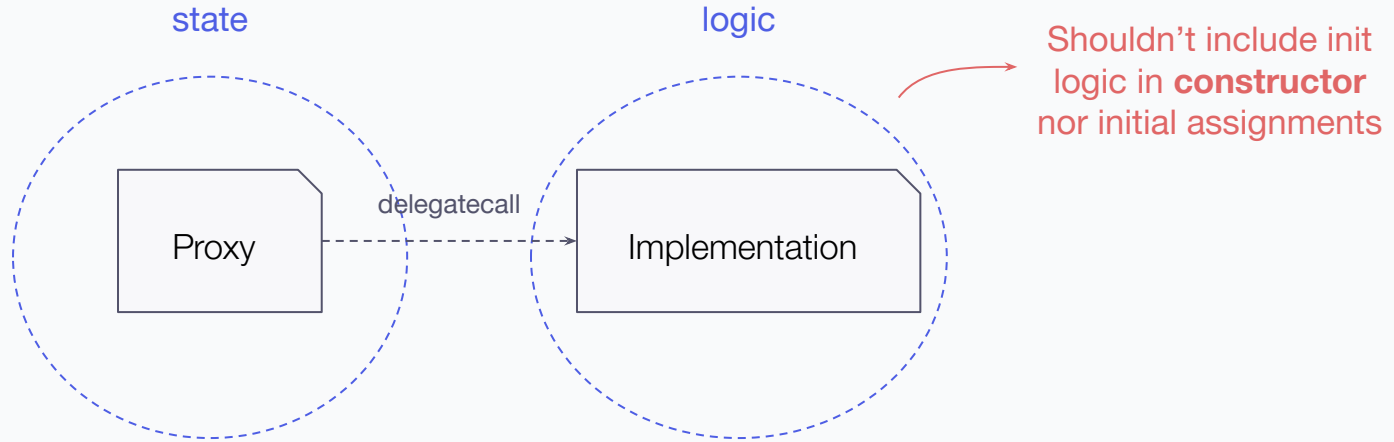 state
logic
Shouldn’t include init
logic in constructor
nor initial assignments
delegatecall
Proxy
Implementation